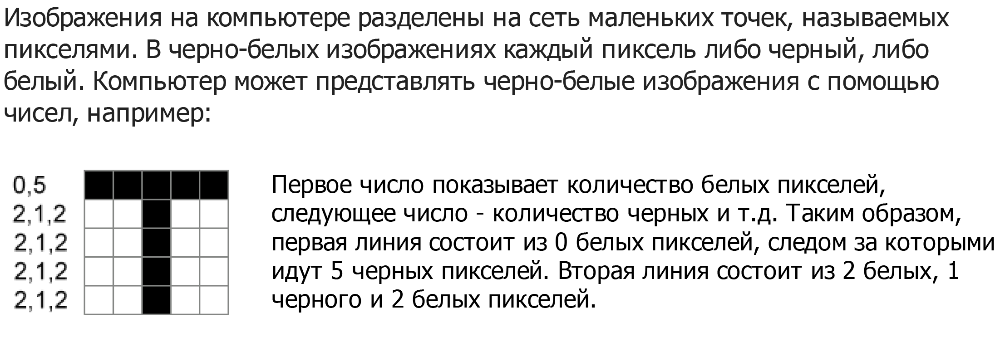 Изображения на компьютере разделены на сеть маленьких точек, называемых
пикселями. В черно-белых изображениях каждый пиксель либо черный, либо
белый. Компьютер может представлять черно-белые изображения с помощью
чисел, например:
0,5
2,1,2
2,1,2
2,1,2
2,1,2
Первое число показывает количество белых пикселей,
следующее число - количество черных и т.д. Таким образом,
первая линия состоит из 0 белых пикселей, следом за которыми
идут 5 черных пикселей. Вторая линия состоит из 2 белых, 1
черного и 2 белых пикселей.